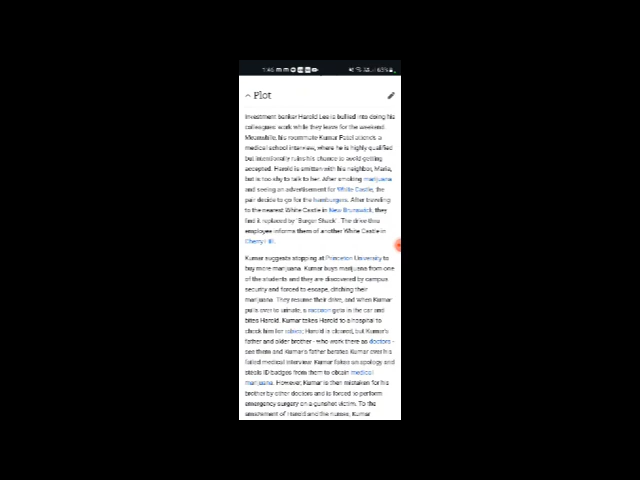 1:46
65%
Plot
Investment banker Harold Lee is bullied into doing his
colleagues' work while they leave for the weekend.
Meanwhile, his roommate Kumar Patel attends a
medical school interview, where he is highly qualified
but intentionally ruins his chance to avoid getting
accepted. Harold is smitten with his neighbor, Maria,
but is too shy to talk to her. After smoking marijuana
and seeing an advertisement for White Castle, the
pair decide to go for the hamburgers. After traveling
to the nearest White Castle in New Brunswick, they
find it replaced by "Burger Shack". The drive thru
employee informs them of another White Castle in
Cherry Hill.
Kumar suggests stopping at Princeton University to
buy more marijuana. Kumar buys marijuana from one
of the students and they are discovered by campus
security and forced to escape, ditching their
marijuana. They resume their drive, and when Kumar
pulls over to urinate, a raccoon gets in the car and
bites Harold. Kumar takes Harold to a hospital to
check him for rabies; Harold is cleared, but Kumar's
father and older brother - who work there as doctors -
see them and Kumar's father berates Kumar over his
failed medical interview. Kumar fakes an apology and
steals ID badges from them to obtain medical
marijuana. However, Kumar is then mistaken for his
brother by other doctors and is forced to perform
emergency surgery on a gunshot victim. To the
amazement of Harold and the nurses, Kumar